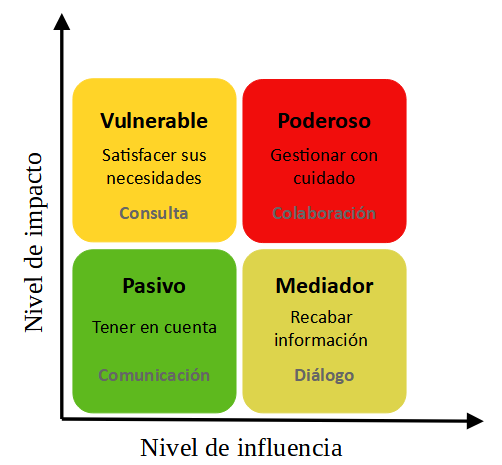 Nivel de impacto
Vulnerable
Satisfacer sus
necesidades
Consulta
Poderoso
Gestionar con
cuidado
Colaboración
Pasivo
Tener en cuenta
Comunicación
Mediador
Recabar
información
Diálogo
Nivel de influencia